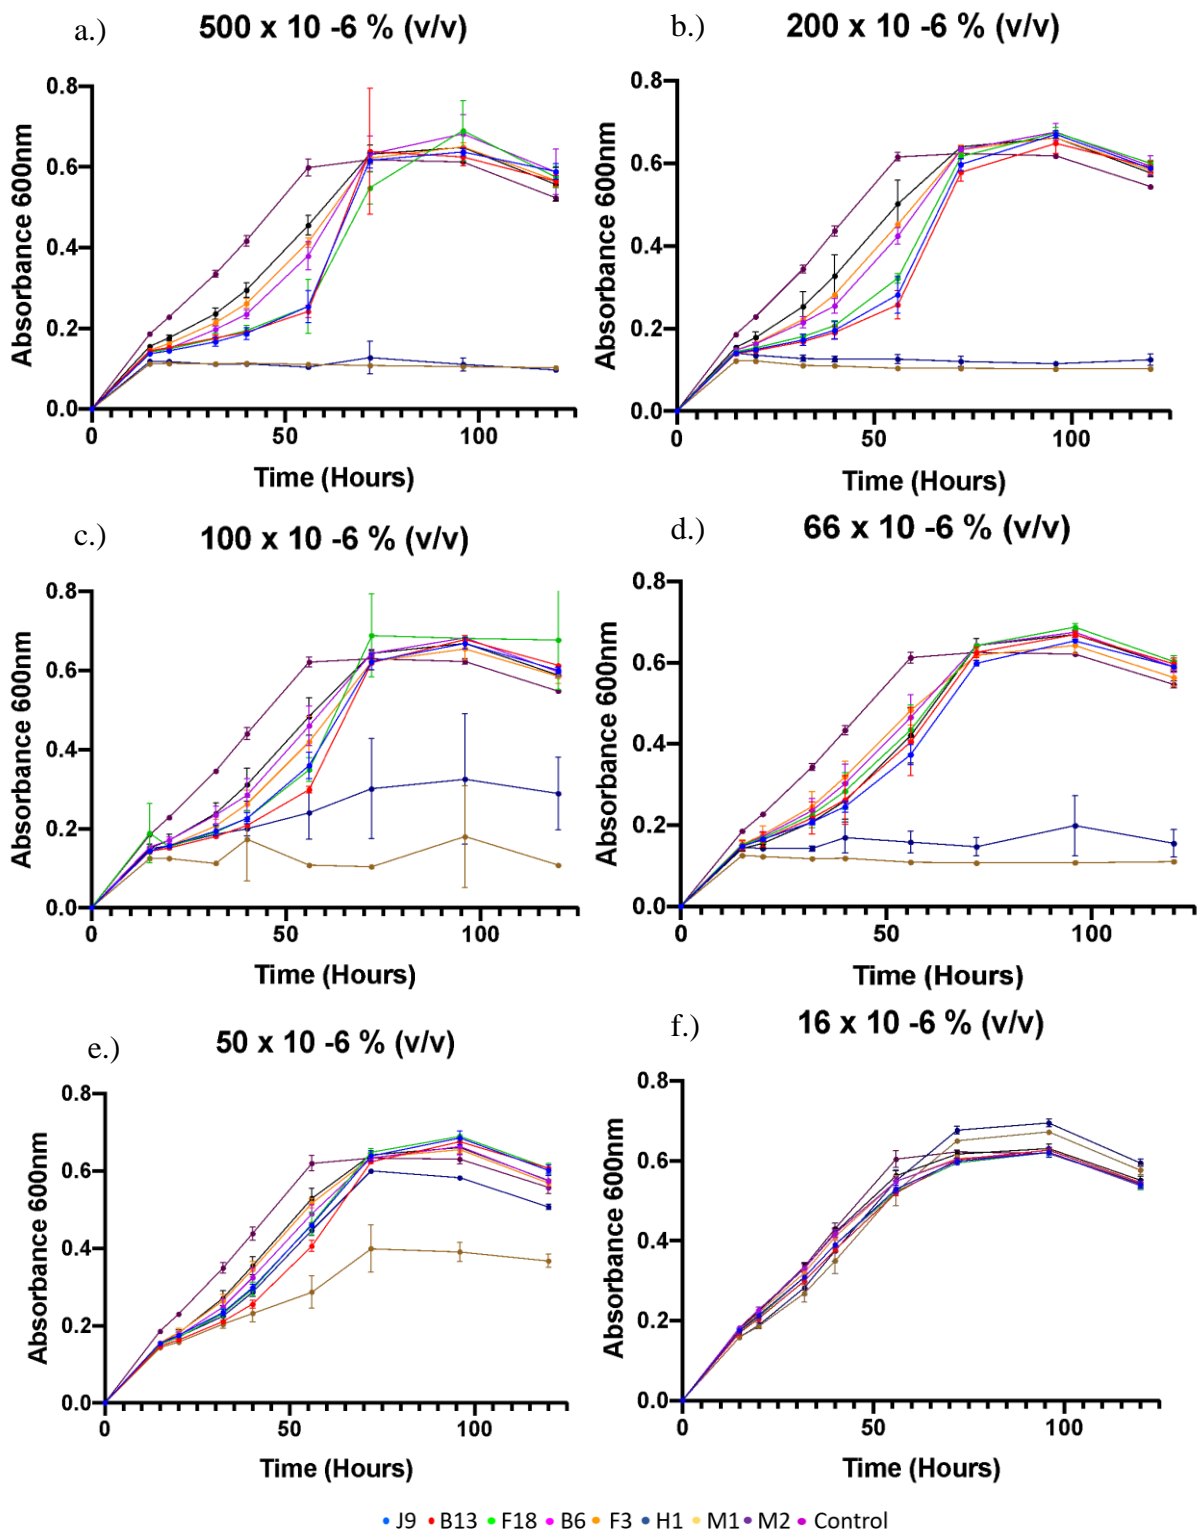 a.) 500 x 10 -6 % (v/v)
b.) 200 x 10 -6 % (v/v)
Absorbance 600nm
0.8
0.6
0.4
0.2
0.0
0 50 100
Time (Hours)
Absorbance 600nm
0.8
0.6
0.4
0.2
0.0
0 50 100
Time (Hours)
c.) 100 x 10 -6 % (v/v)
d.) 66 x 10 -6 % (v/v)
Absorbance 600nm
0.8
0.6
0.4
0.2
0.0
0 50 100
Time (Hours)
Absorbance 600nm
0.8
0.6
0.4
0.2
0.0
0 50 100
Time (Hours)
e.) 50 x 10 -6 % (v/v)
f.) 16 x 10 -6 % (v/v)
Absorbance 600nm
0.8
0.6
0.4
0.2
0.0
0 50 100
Time (Hours)
Absorbance 600nm
0.8
0.6
0.4
0.2
0.0
0 50 100
Time (Hours)
J9 B13 F18 B6 F3 H1 M1 M2 Control